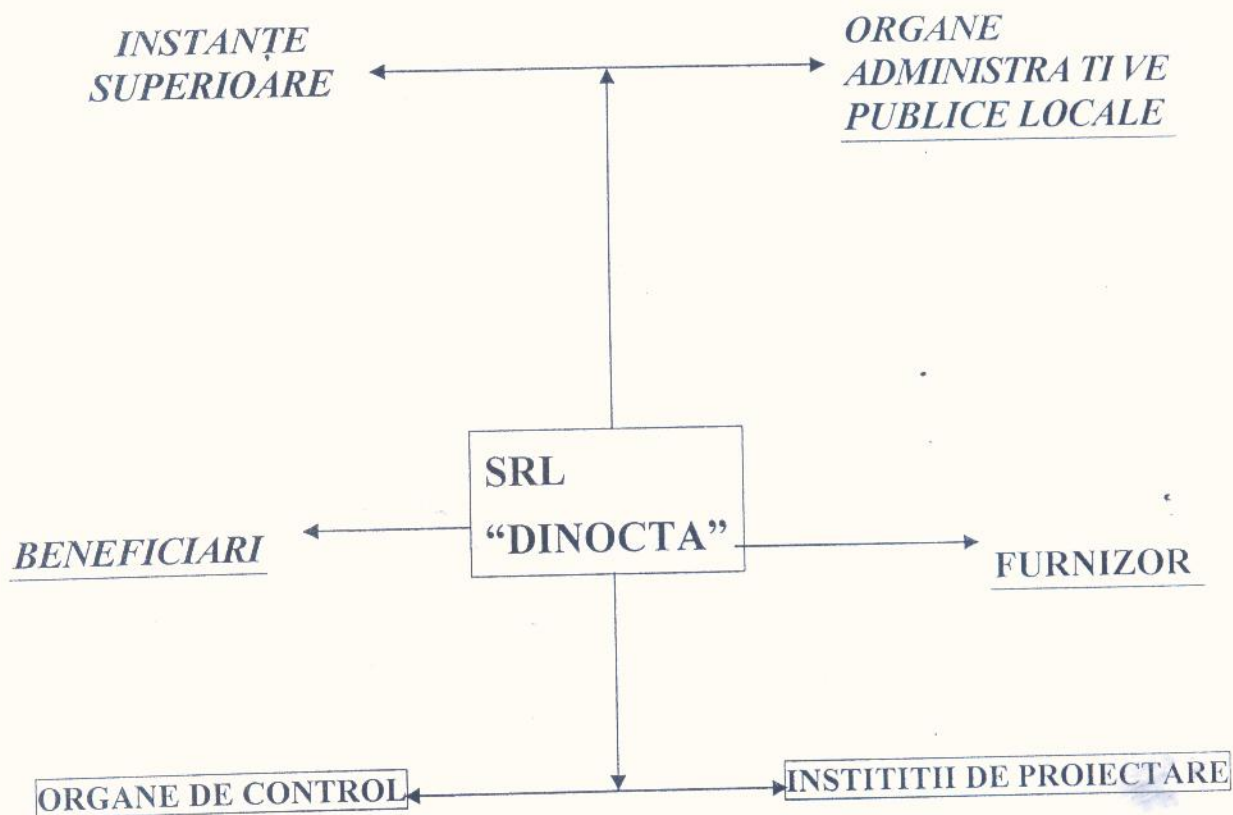 INSTANȚE
SUPERIOARE
ORGANE
ADMINISTRA TI VE
PUBLICE LOCALE
SRL
“DINOCTA”
BENEFICIARI
FURNIZOR
ORGANE DE CONTROL
INSTITITII DE PROIECTARE